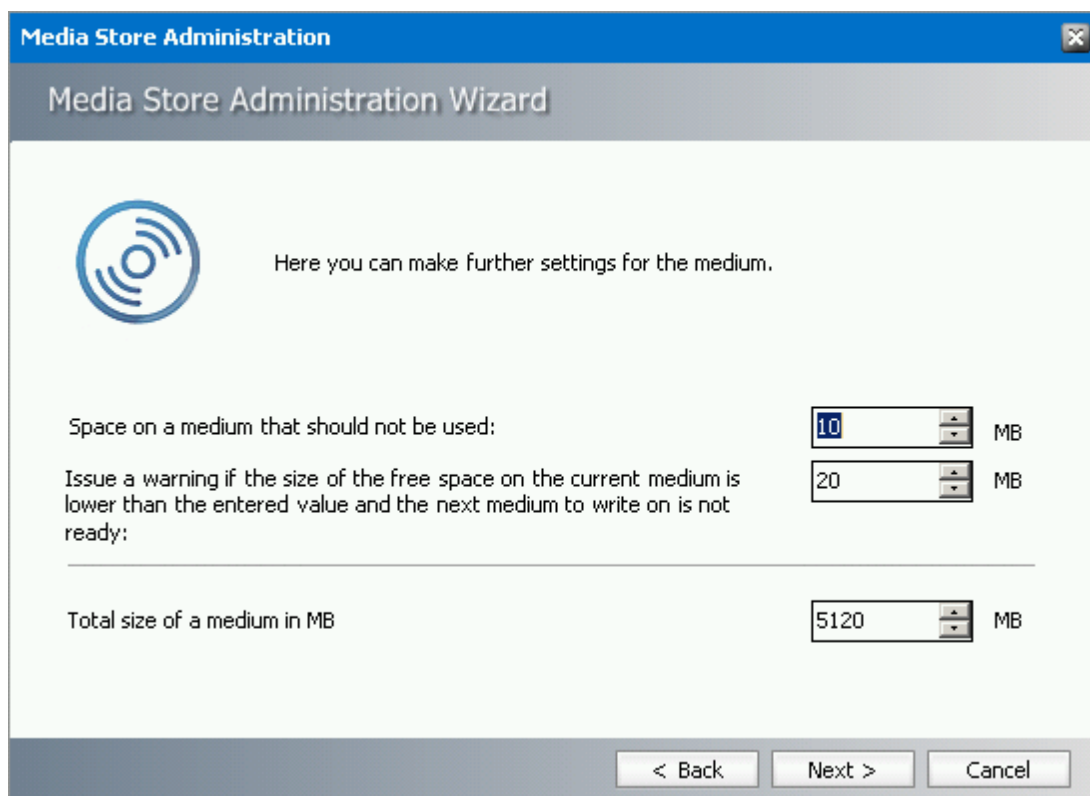 Media Store Administration
Media Store Administration Wizard
Here you can make further settings for the medium.
Space on a medium that should not be used:
10
MB
Issue a warning if the size of the free space on the current medium is
lower than the entered value and the next medium to write on is not
ready:
20
MB
Total size of a medium in MB
5120
MB
< Back
Next >
Cancel